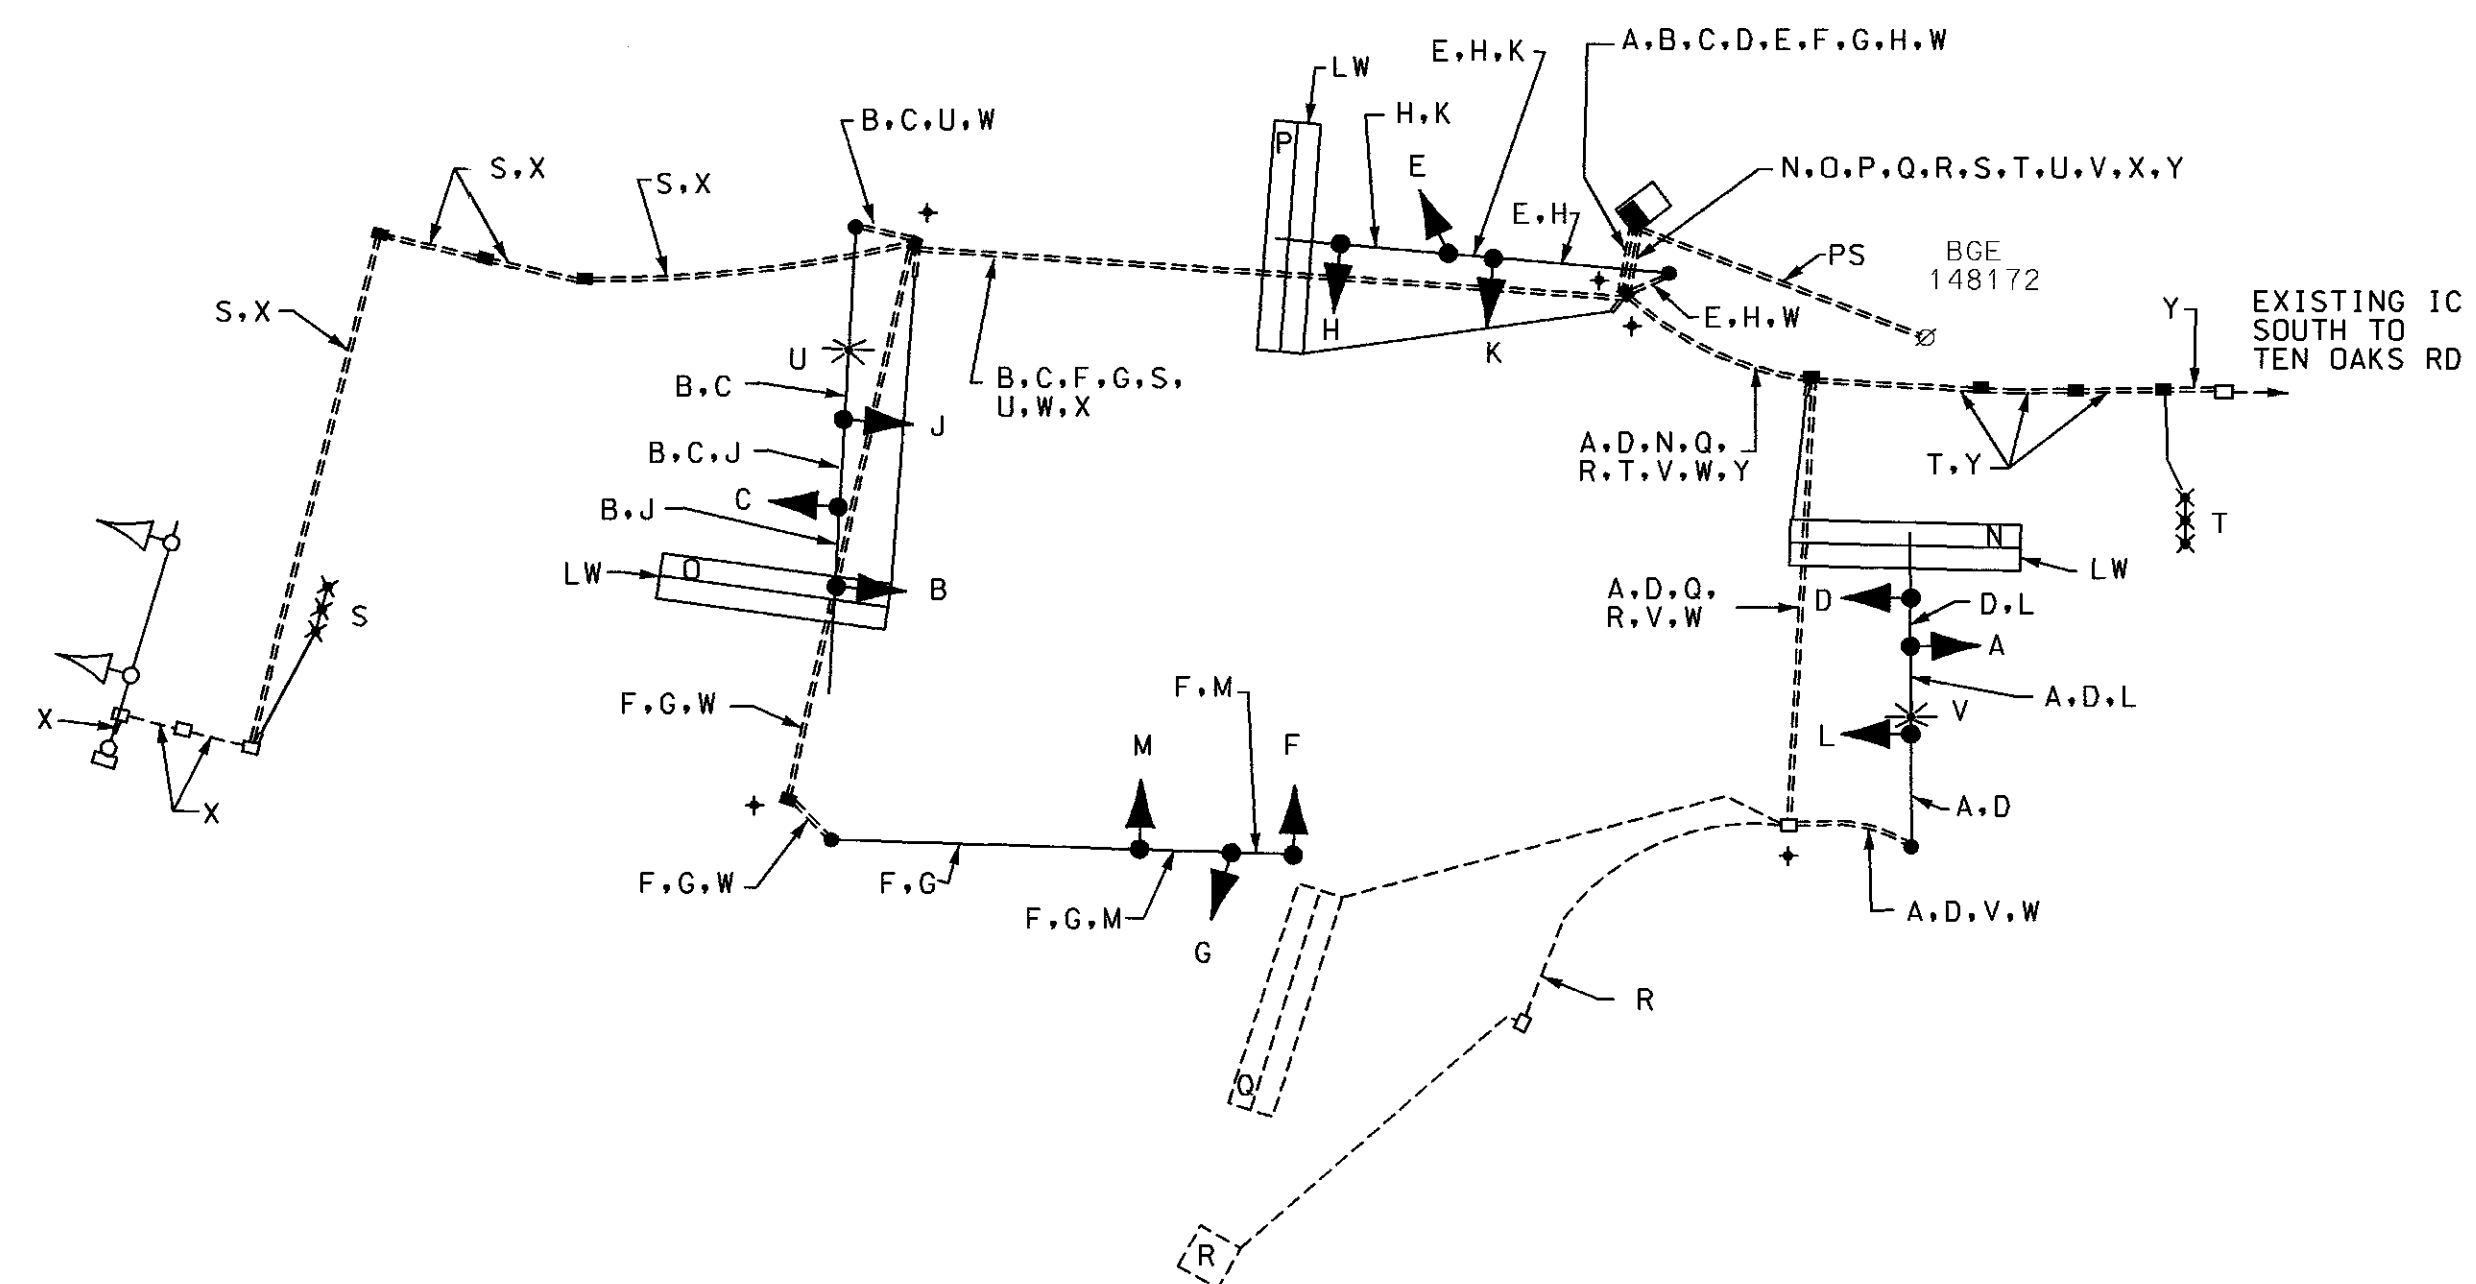 A,B,C,D,E,F,G,H,W
E,H,K
LW
H,K
B,C,U,W
P
E
N,O,P,Q,R,S,T,U,V,X,Y
S,X
S,X
E,H
PS
BGE
148172
S,X
H
E,H,W
K
Y
EXISTING IC
SOUTH TO
TEN OAKS RD
U
B,C
B,C,F,G,S,
U,W,X
J
B,C,J
A,D,N,Q,
R,T,V,W,Y
T,Y
C
B,J
T
N
LW
O
B
LW
A,D,Q,
R,V,W
D
D,L
S
A
F,G,W
F,M
A,D,L
X
V
M
F
L
X
A,D
F,G,W
F,G
F,G,M
A,D,V,W
G
R
Q
R